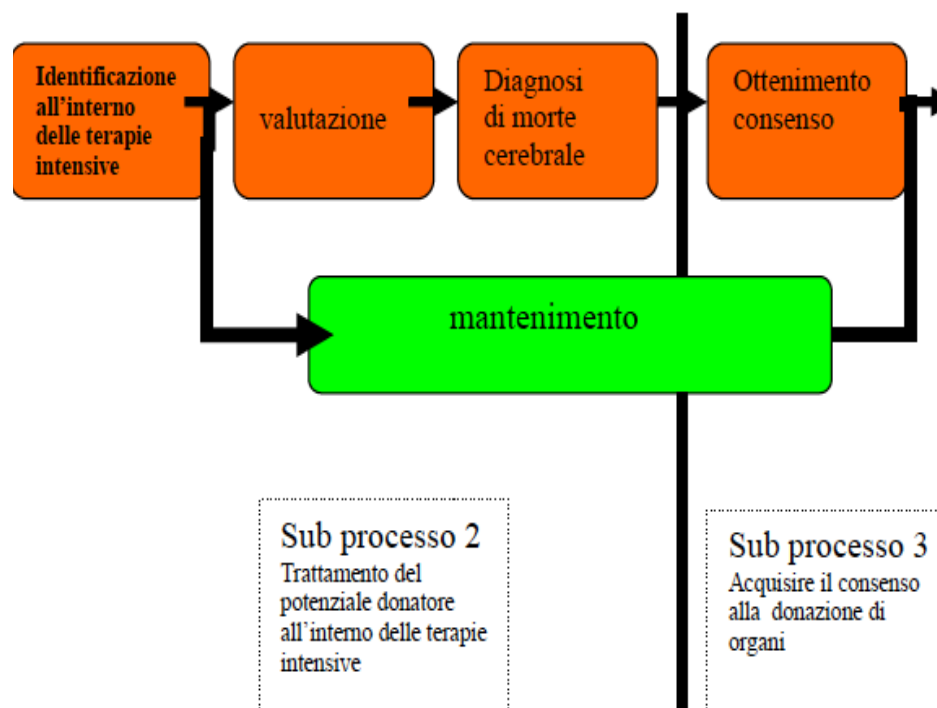 Identificazione
all'interno
delle terapie
intensive
valutazione
Diagnosi
di morte
cerebrale
Ottenimento
consenso
mantenimento
Sub processo 2
Trattamento del
potenziale donatore
all'interno delle terapie
intensive
Sub processo 3
Acquisire il consenso
alla donazione di
organi